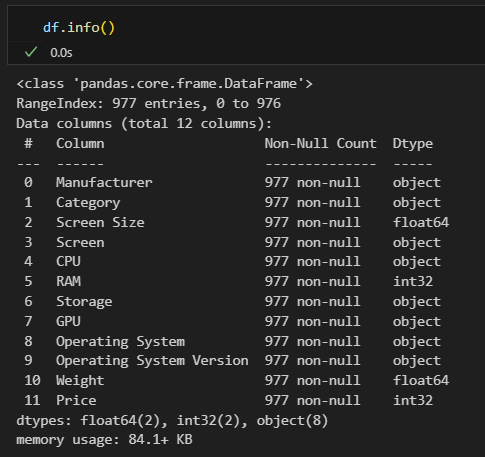 df.info()
0.0s
<class 'pandas.core.frame.DataFrame'>
RangeIndex: 977 entries, 0 to 976
Data columns (total 12 columns):
 #   Column                    Non-Null Count  Dtype
---  ------                    --------------  -----
 0   Manufacturer              977 non-null    object
 1   Category                  977 non-null    object
 2   Screen Size               977 non-null    float64
 3   Screen                    977 non-null    object
 4   CPU                       977 non-null    object
 5   RAM                       977 non-null    int32
 6   Storage                   977 non-null    object
 7   GPU                       977 non-null    object
 8   Operating System          977 non-null    object
 9   Operating System Version  977 non-null    object
 10  Weight                    977 non-null    float64
 11  Price                     977 non-null    int32
dtypes: float64(2), int32(2), object(8)
memory usage: 84.1+ KB